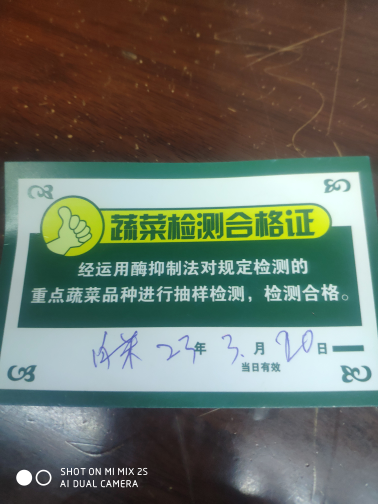 蔬菜检测合格证
经运用酶抑制法对规定检测的
重点蔬菜品种进行抽样检测，检测合格。
白菜 23年 3.月 20日
当日有效
SHOT ON MI MIX 2S
AI DUAL CAMERA